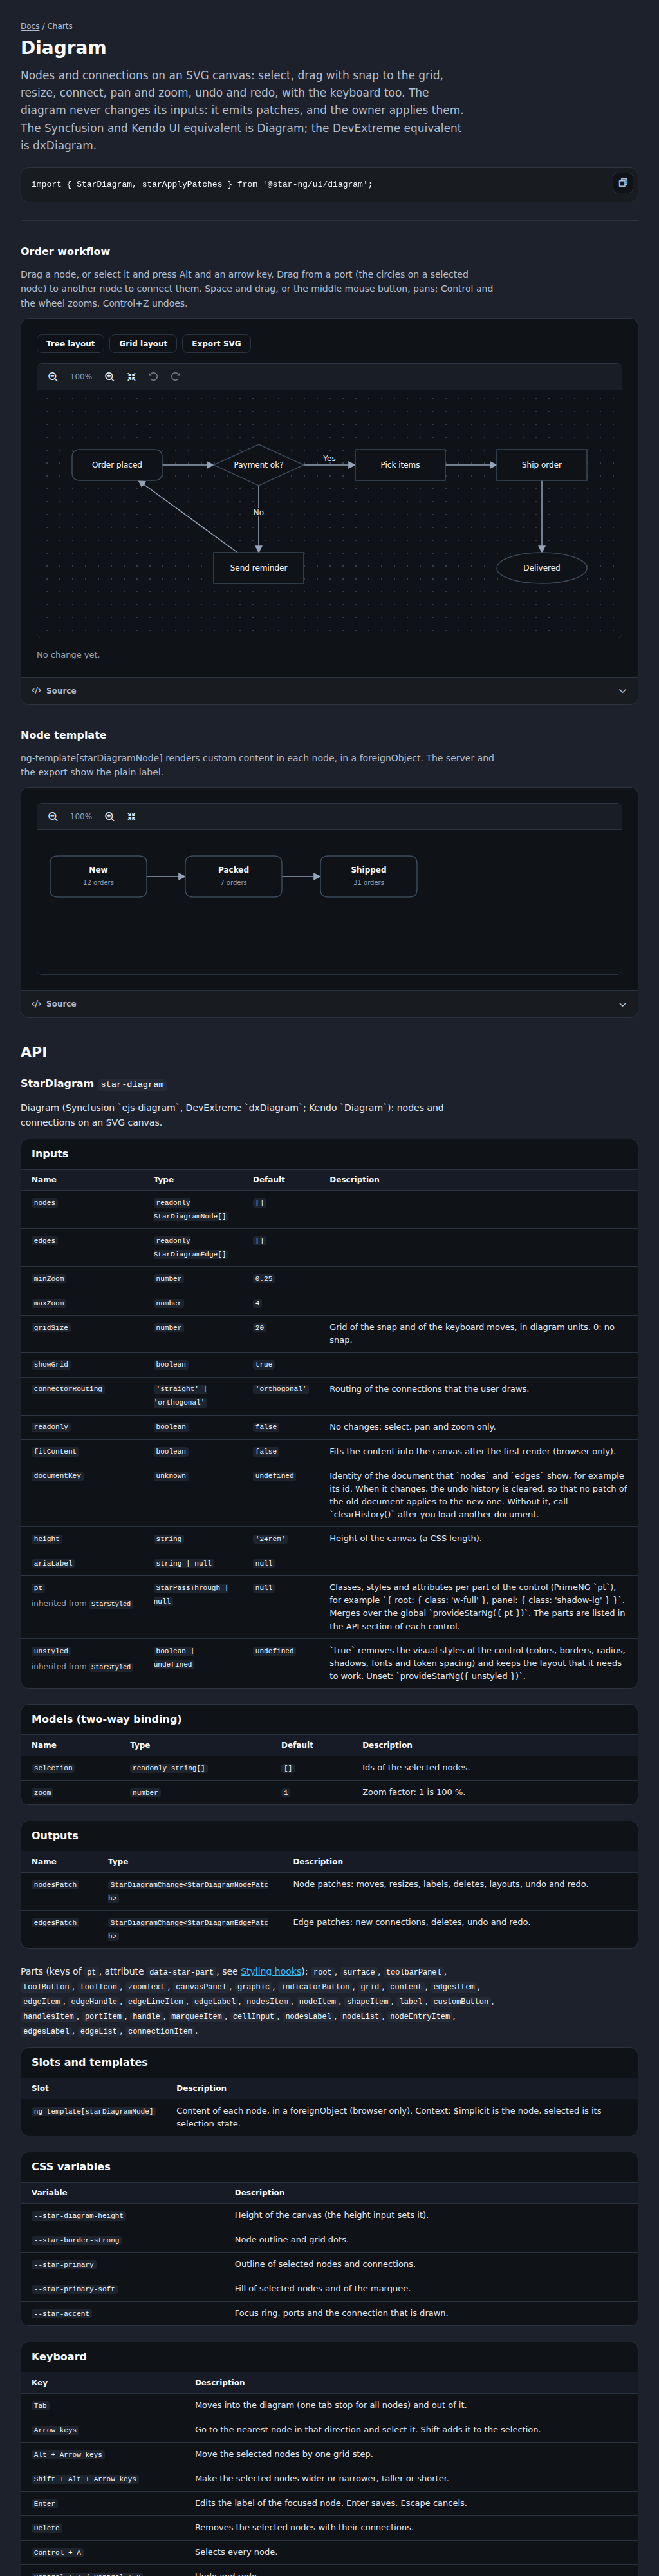 Docs / Charts
Diagram
Nodes and connections on an SVG canvas: select, drag with snap to the grid,
resize, connect, pan and zoom, undo and redo, with the keyboard too. The
diagram never changes its inputs: it emits patches, and the owner applies them.
The Syncfusion and Kendo UI equivalent is Diagram; the DevExtreme equivalent
is dxDiagram.
import { StarDiagram, starApplyPatches } from '@star-ng/ui/diagram';
Order workflow
Drag a node, or select it and press Alt and an arrow key. Drag from a port (the circles on a selected
node) to another node to connect them. Space and drag, or the middle mouse button, pans; Control and
the wheel zooms. Control+Z undoes.
Tree layout Grid layout Export SVG
100%
Order placed Payment ok? Yes Pick items Ship order
No
Send reminder Delivered
No change yet.
Source
Node template
ng-template[starDiagramNode] renders custom content in each node, in a foreignObject. The server and
the export show the plain label.
100%
New Packed Shipped
12 orders 7 orders 31 orders
Source
API
StarDiagram star-diagram
Diagram (Syncfusion `ejs-diagram`, DevExtreme `dxDiagram`; Kendo `Diagram`): nodes and
connections on an SVG canvas.
Inputs
Name Type Default Description
nodes readonly []
StarDiagramNode[]
edges readonly []
StarDiagramEdge[]
minZoom number 0.25
maxZoom number 4
gridSize number 20 Grid of the snap and of the keyboard moves, in diagram units. 0: no
snap.
showGrid boolean true
connectorRouting 'straight' | 'orthogonal' Routing of the connections that the user draws.
'orthogonal'
readonly boolean false No changes: select, pan and zoom only.
fitContent boolean false Fits the content into the canvas after the first render (browser only).
documentKey unknown undefined Identity of the document that `nodes` and `edges` show, for example
its id. When it changes, the undo history is cleared, so that no patch of
the old document applies to the new one. Without it, call
`clearHistory()` after you load another document.
height string '24rem' Height of the canvas (a CSS length).
ariaLabel string | null null
pt StarPassThrough | null Classes, styles and attributes per part of the control (PrimeNG `pt`), for
inherited from StarStyled null example `{ root: { class: 'w-full' }, panel: { class: 'shadow-lg' } }`.
Merges over the global `provideStarNg({ pt })`. The parts are listed in
the API section of each control.
unstyled boolean | undefined `true` removes the visual styles of the control (colors, borders, radius,
inherited from StarStyled undefined shadows, fonts and token spacing) and keeps the layout that it needs
to work. Unset: `provideStarNg({ unstyled })`.
Models (two-way binding)
Name Type Default Description
selection readonly string[] [] Ids of the selected nodes.
zoom number 1 Zoom factor: 1 is 100 %.
Outputs
Name Type Description
nodesPatch StarDiagramChange<StarDiagramNodePatc Node patches: moves, resizes, labels, deletes, layouts, undo and redo.
h>
edgesPatch StarDiagramChange<StarDiagramEdgePatc Edge patches: new connections, deletes, undo and redo.
h>
Parts (keys of pt, attribute data-star-part, see Styling hooks): root, surface, toolbarPanel,
toolButton, toolIcon, zoomText, canvasPanel, graphic, indicatorButton, grid, content, edgesItem,
edgeItem, edgeHandle, edgeLineItem, edgeLabel, nodesItem, nodeItem, shapeItem, label, customButton,
handlesItem, portItem, handle, marqueeItem, cellInput, nodesLabel, nodeList, nodeEntryItem,
edgesLabel, edgeList, connectionItem.
Slots and templates
Slot Description
ng-template[starDiagramNode] Content of each node, in a foreignObject (browser only). Context: $implicit is the node, selected is its
selection state.
CSS variables
Variable Description
--star-diagram-height Height of the canvas (the height input sets it).
--star-border-strong Node outline and grid dots.
--star-primary Outline of selected nodes and connections.
--star-primary-soft Fill of selected nodes and of the marquee.
--star-accent Focus ring, ports and the connection that is drawn.
Keyboard
Key Description
Tab Moves into the diagram (one tab stop for all nodes) and out of it.
Arrow keys Go to the nearest node in that direction and select it. Shift adds it to the selection.
Alt + Arrow keys Move the selected nodes by one grid step.
Shift + Alt + Arrow keys Make the selected nodes wider or narrower, taller or shorter.
Enter Edits the label of the focused node. Enter saves, Escape cancels.
Delete Removes the selected nodes with their connections.
Control + A Selects every node.